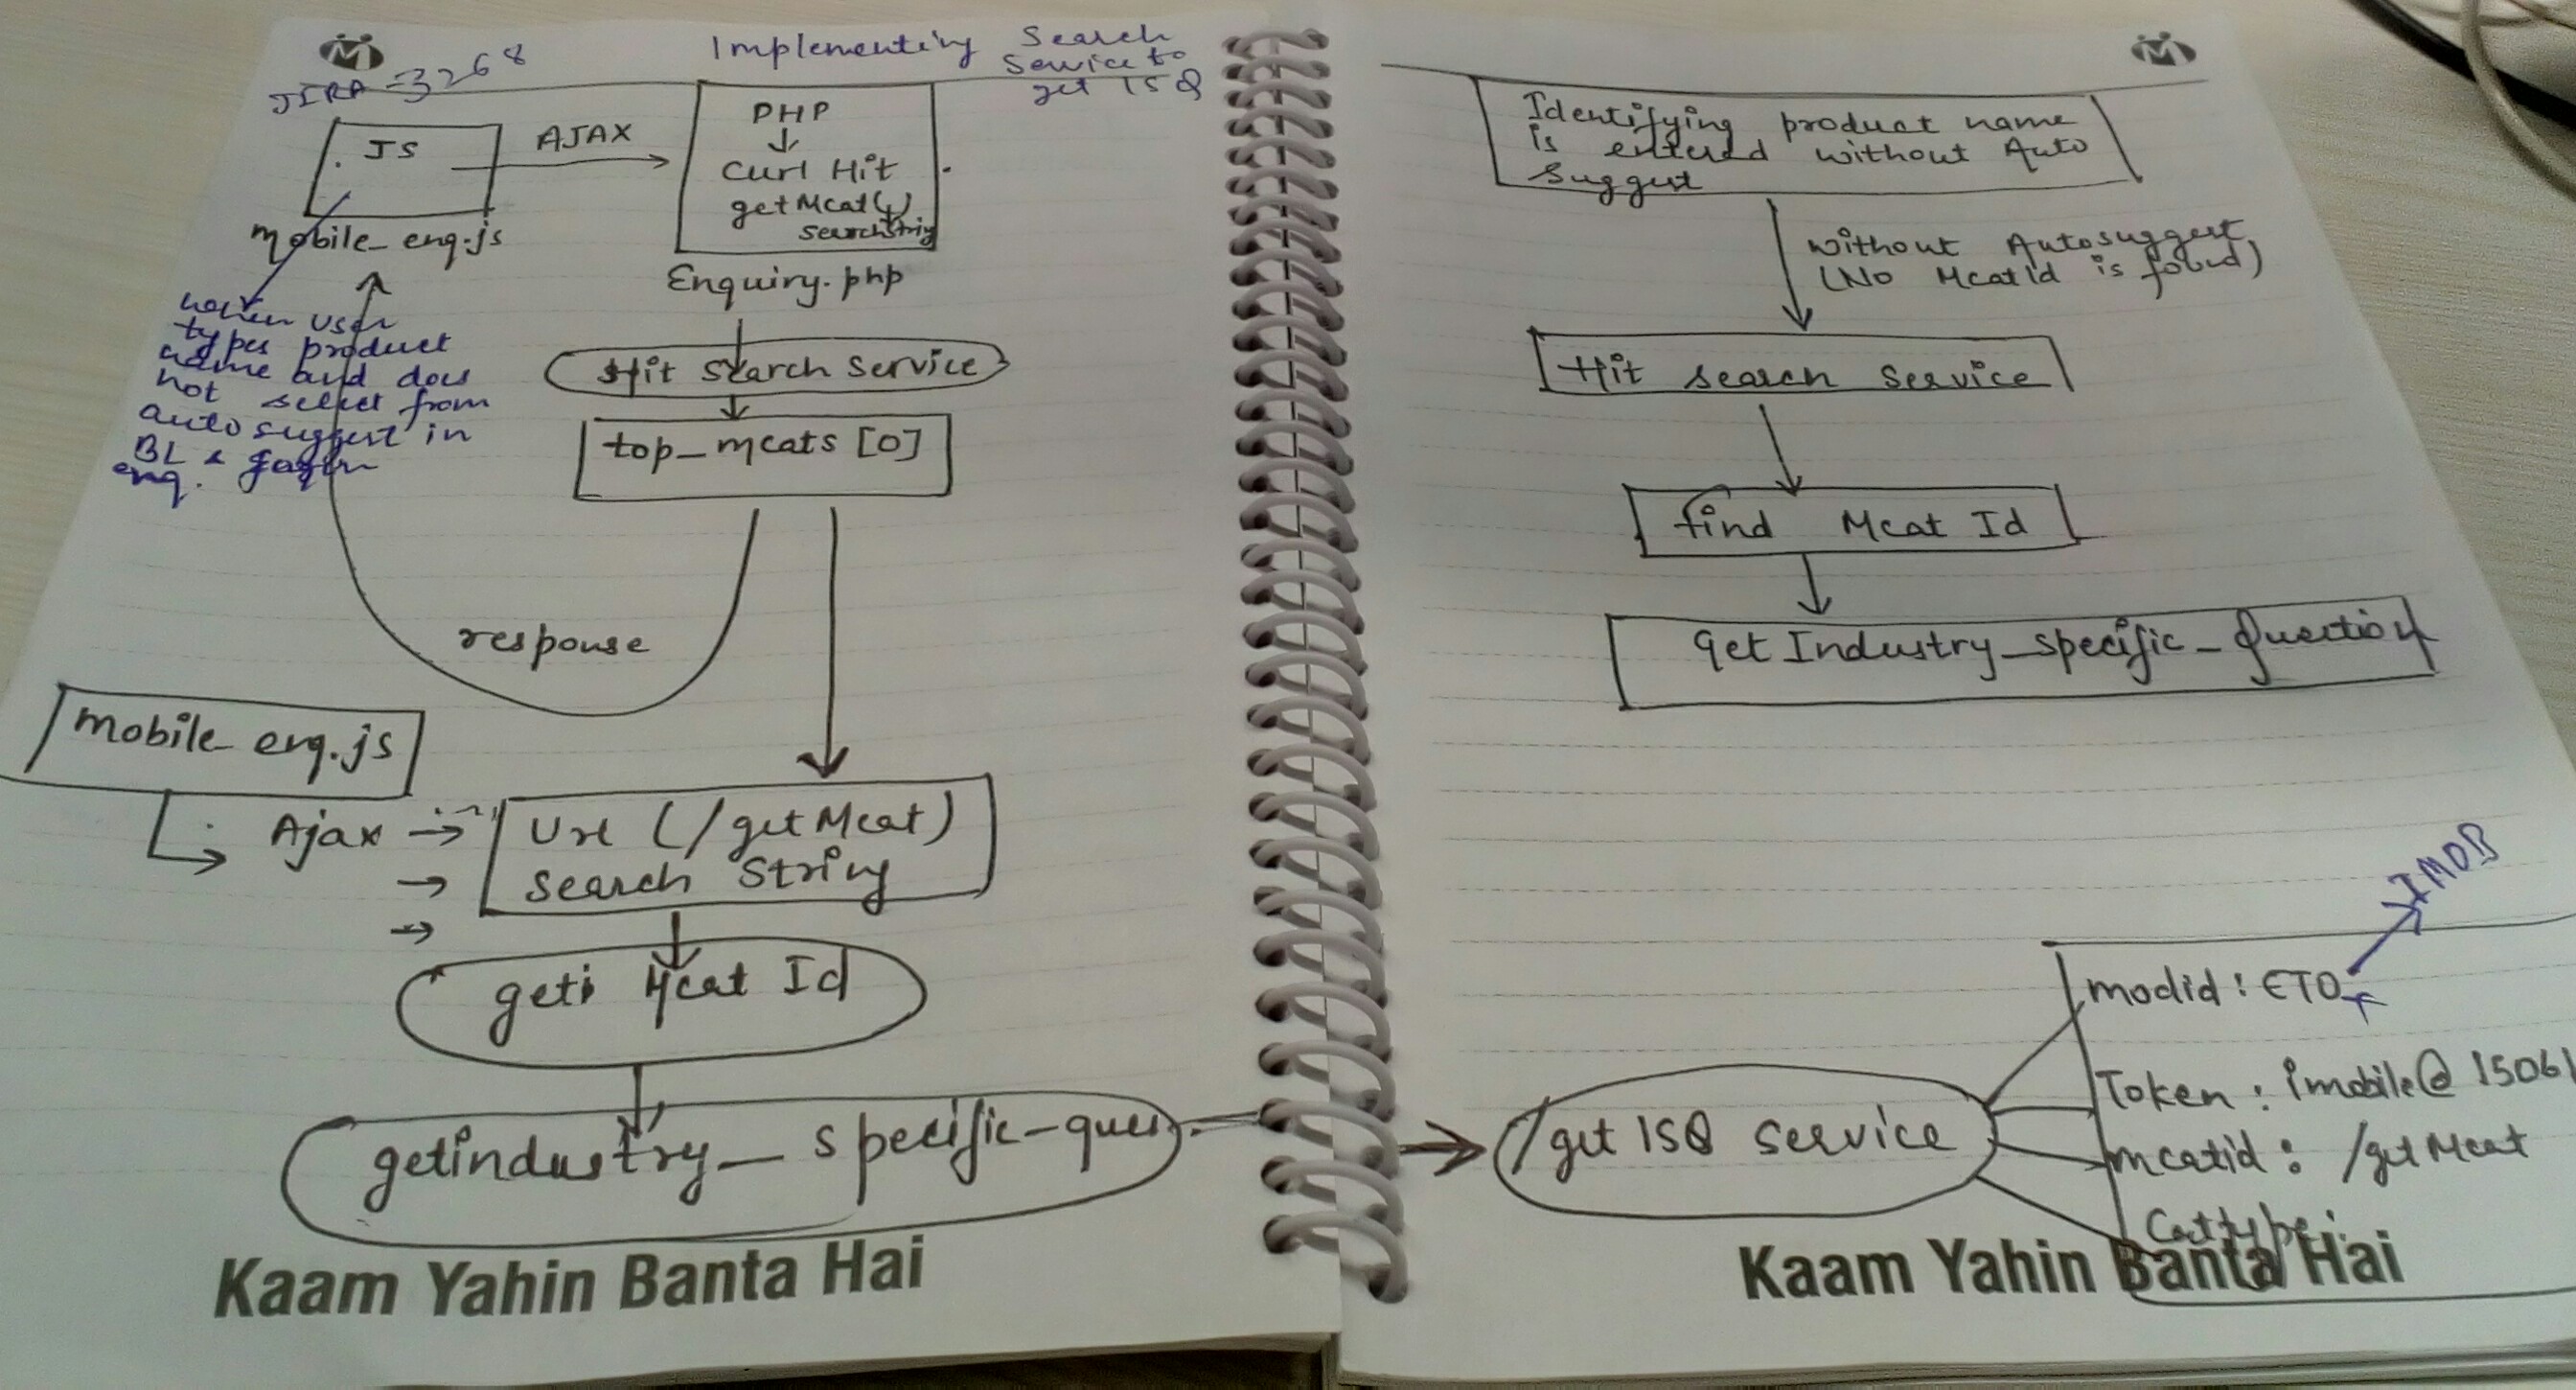 JIRA-3268
Implementing Search
Service to
get ISQ
JS
AJAX
PHP
Curl Hit
getMcat()
searchstring
mobile_enq.js
Enquiry.php
when user
types product
name and does
not select from
auto suggest in
BL &
enq.
Hit Search Service
top_mcats [0]
response
mobile_enq.js
Ajax
Url (/getMcat)
Search String
geti Mcat Id
getindustry_specific-ques.
Kaam Yahin Banta Hai
Identifying product name
is entered without Auto
Suggest
Without Autosuggest
(No McatId is found)
Hit search Service
find Mcat Id
get Industry_specific_Question
IMOB
modid : ETO
Token : imobile@15061
/get ISQ Service
mcatid : /getMcat
Cattype :
Kaam Yahin Banta Hai